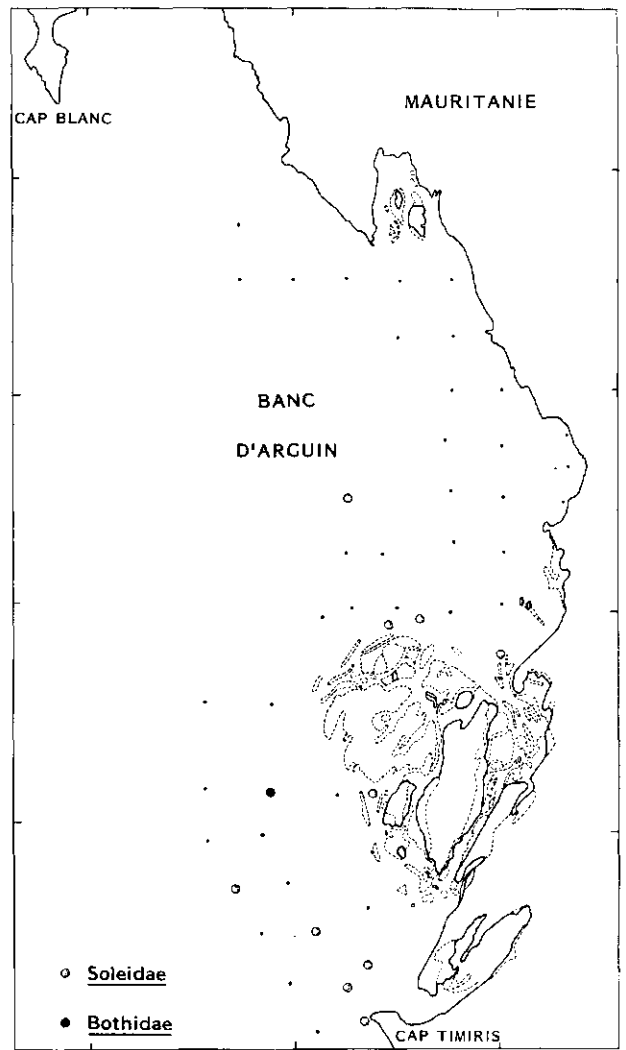 CAP BLANC
MAURITANIE
BANC
D'ARGUIN
Soleidae
Bothidae
CAP TIMIRIS